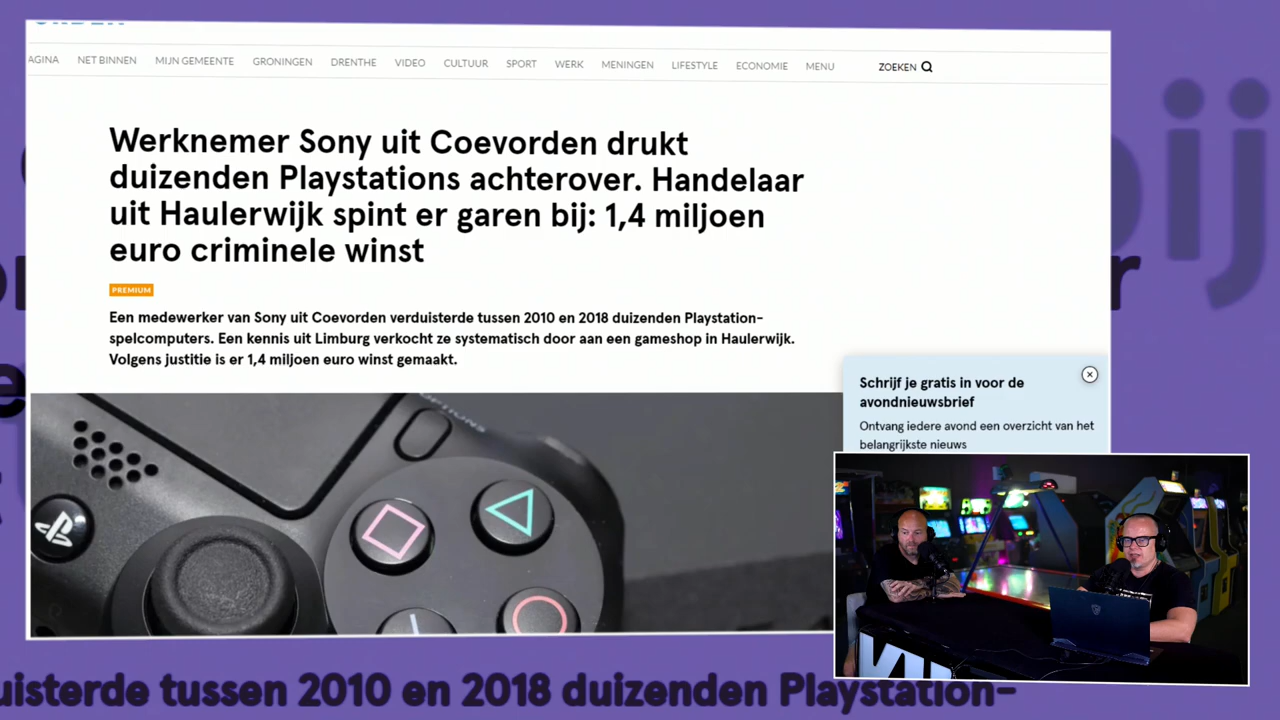 AGINA NET BINNEN MIJN GEMEENTE GRONINGEN DRENTHE VIDEO CULTUUR SPORT WERK MENINGEN LIFESTYLE ECONOMIE MENU ZOEKEN
Werknemer Sony uit Coevorden drukt
duizenden Playstations achterover. Handelaar
uit Haulerwijk spint er garen bij: 1,4 miljoen
euro criminele winst
PREMIUM
Een medewerker van Sony uit Coevorden verduisterde tussen 2010 en 2018 duizenden Playstation-
spelcomputers. Een kennis uit Limburg verkocht ze systematisch door aan een gameshop in Haulerwijk.
Volgens justitie is er 1,4 miljoen euro winst gemaakt.
Schrijf je gratis in voor de
avondnieuwsbrief
Ontvang iedere avond een overzicht van het
belangrijkste nieuws
OPTIONS
bij
uisterde tussen 2010 en 2018 duizenden Playstation-